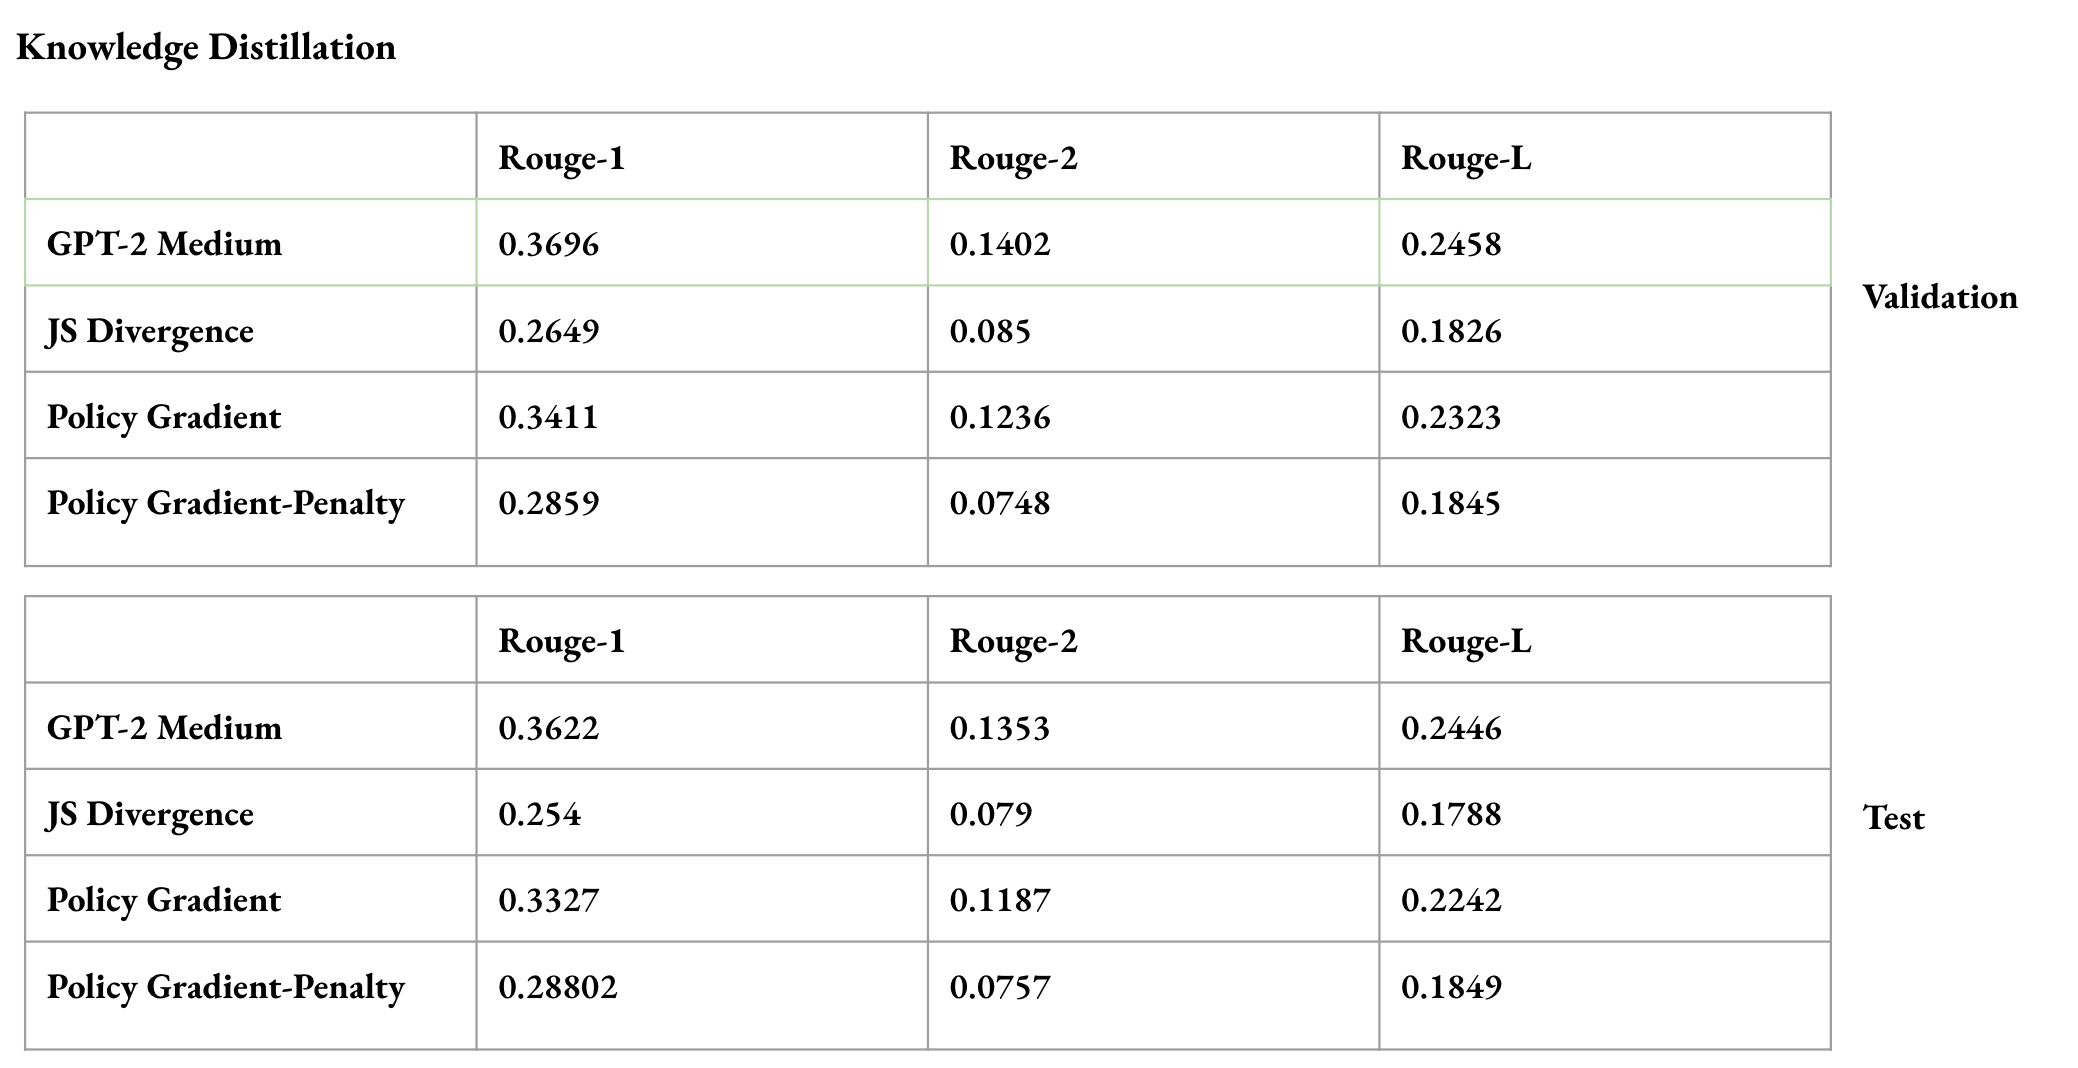 Knowledge Distillation
Rouge-1 Rouge-2 Rouge-L
GPT-2 Medium 0.3696 0.1402 0.2458
JS Divergence 0.2649 0.085 0.1826
Policy Gradient 0.3411 0.1236 0.2323
Policy Gradient-Penalty 0.2859 0.0748 0.1845
Validation
Rouge-1 Rouge-2 Rouge-L
GPT-2 Medium 0.3622 0.1353 0.2446
JS Divergence 0.254 0.079 0.1788
Policy Gradient 0.3327 0.1187 0.2242
Policy Gradient-Penalty 0.28802 0.0757 0.1849
Test